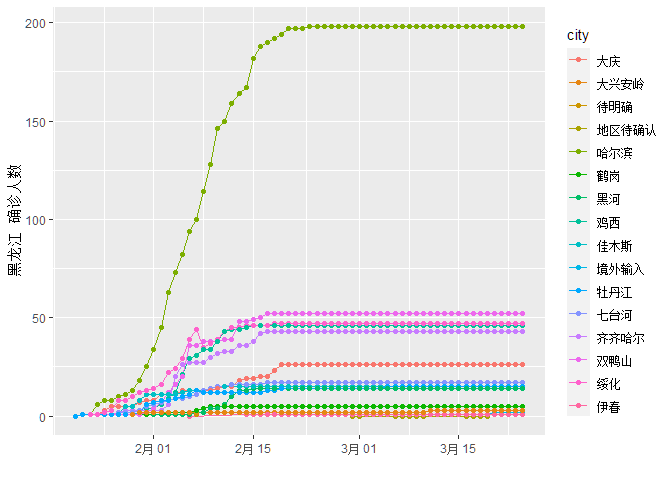 黑龙江 确诊人数
200
150
100
50
0
2月 01
2月 15
3月 01
3月 15
city
大庆
大兴安岭
待明确
地区待确认
哈尔滨
鹤岗
黑河
鸡西
佳木斯
境外输入
牡丹江
七台河
齐齐哈尔
双鸭山
绥化
伊春